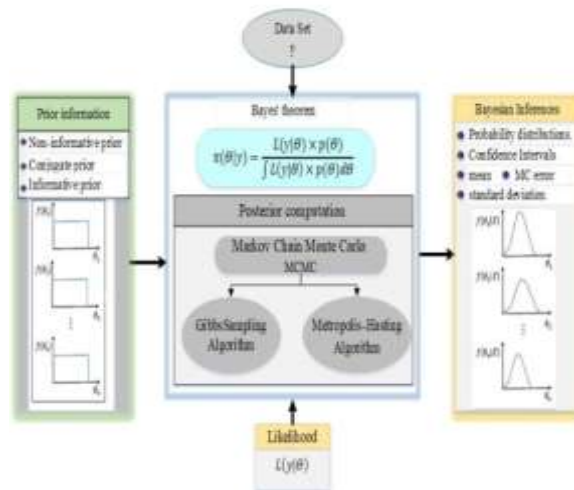 Data Set
Prior information
Non-informative prior
Conjugate prior
Informative prior
Bayes theorem
π(θ|y) = L(y|θ) × p(θ) / ∫ L(y|θ) × p(θ)dθ
Posterior computation
Markov Chain Monte Carlo
MCMC
Gibbs Sampling
Algorithm
Metropolis-Hasting
Algorithm
Likelihood
L(y|θ)
Bayesian Inferences
Probability distributions
Confidence Intervals
mean
MC error
standard deviation